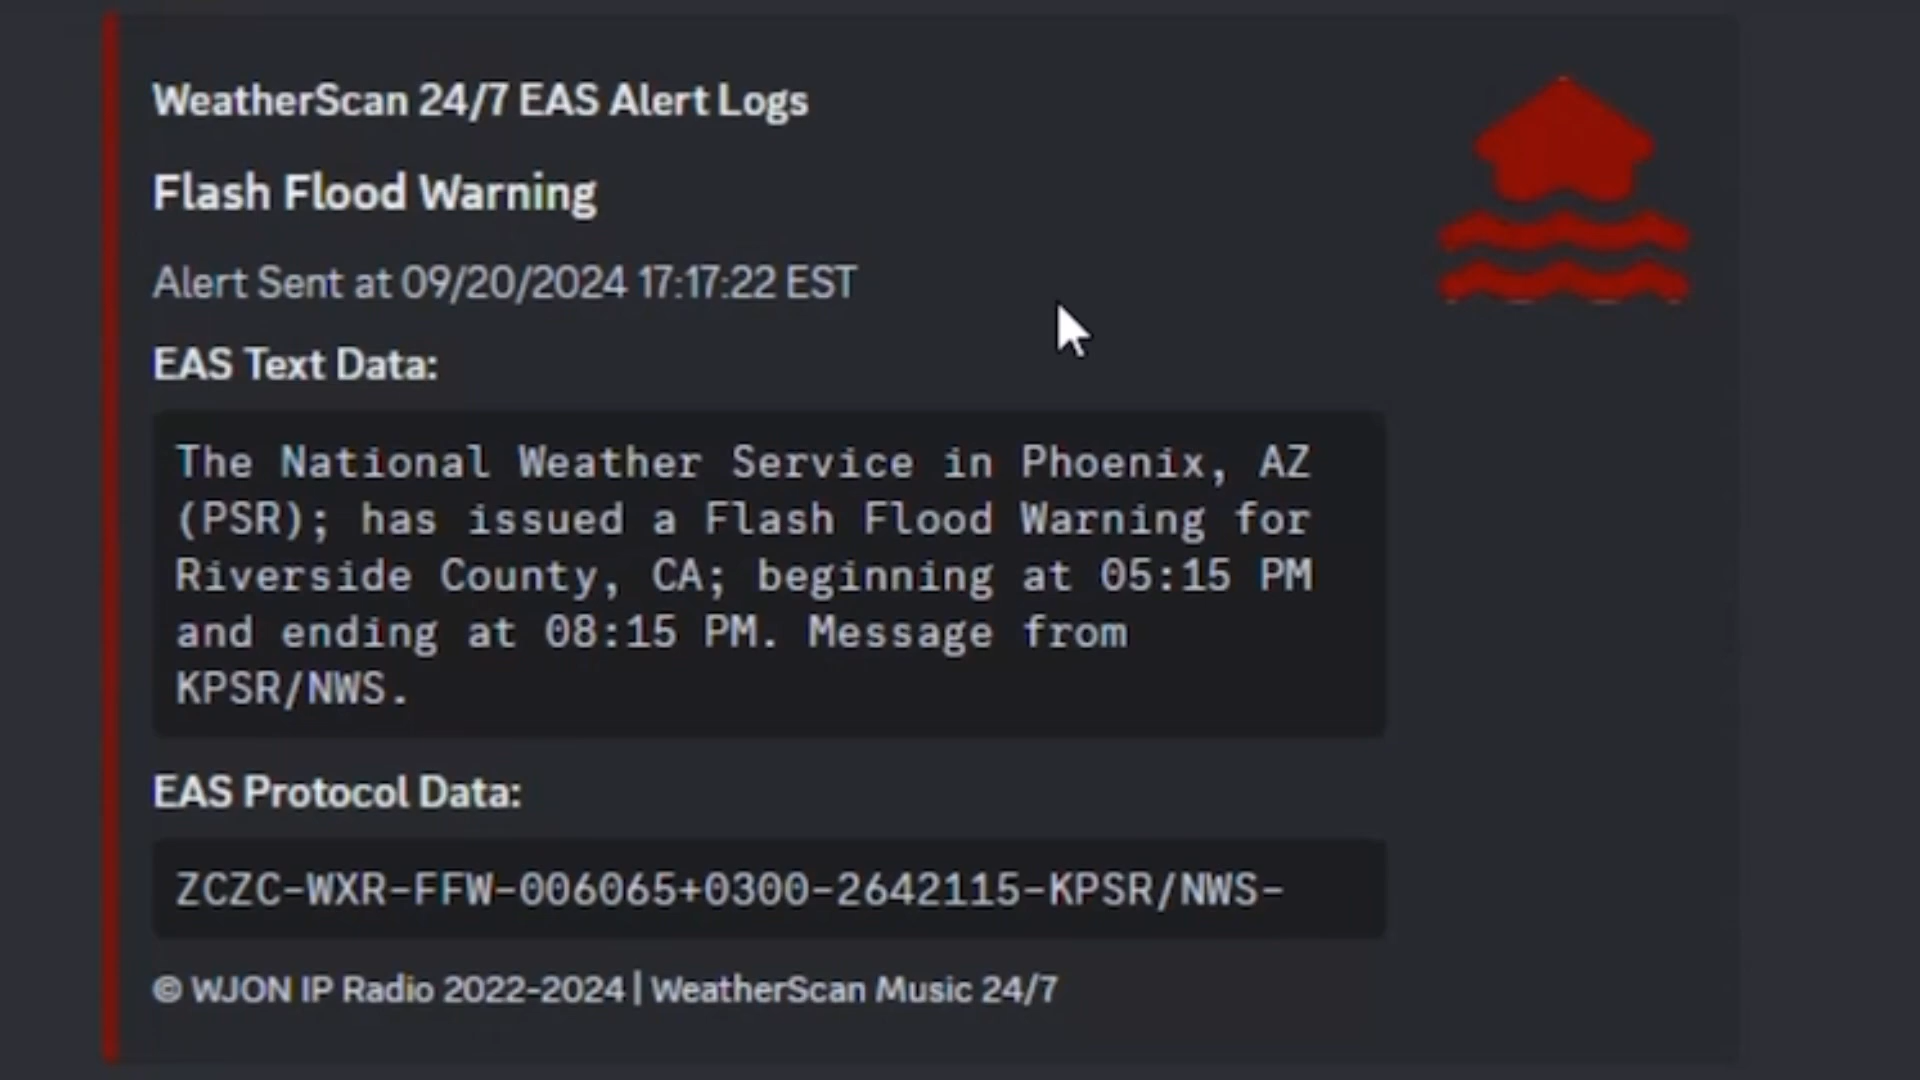 WeatherScan 24/7 EAS Alert Logs
Flash Flood Warning
Alert Sent at 09/20/2024 17:17:22 EST
EAS Text Data:
The National Weather Service in Phoenix, AZ
(PSR); has issued a Flash Flood Warning for
Riverside County, CA; beginning at 05:15 PM
and ending at 08:15 PM. Message from
KPSR/NWS.
EAS Protocol Data:
ZCZC-WXR-FFW-006065+0300-2642115-KPSR/NWS-
© WJON IP Radio 2022-2024 | WeatherScan Music 24/7